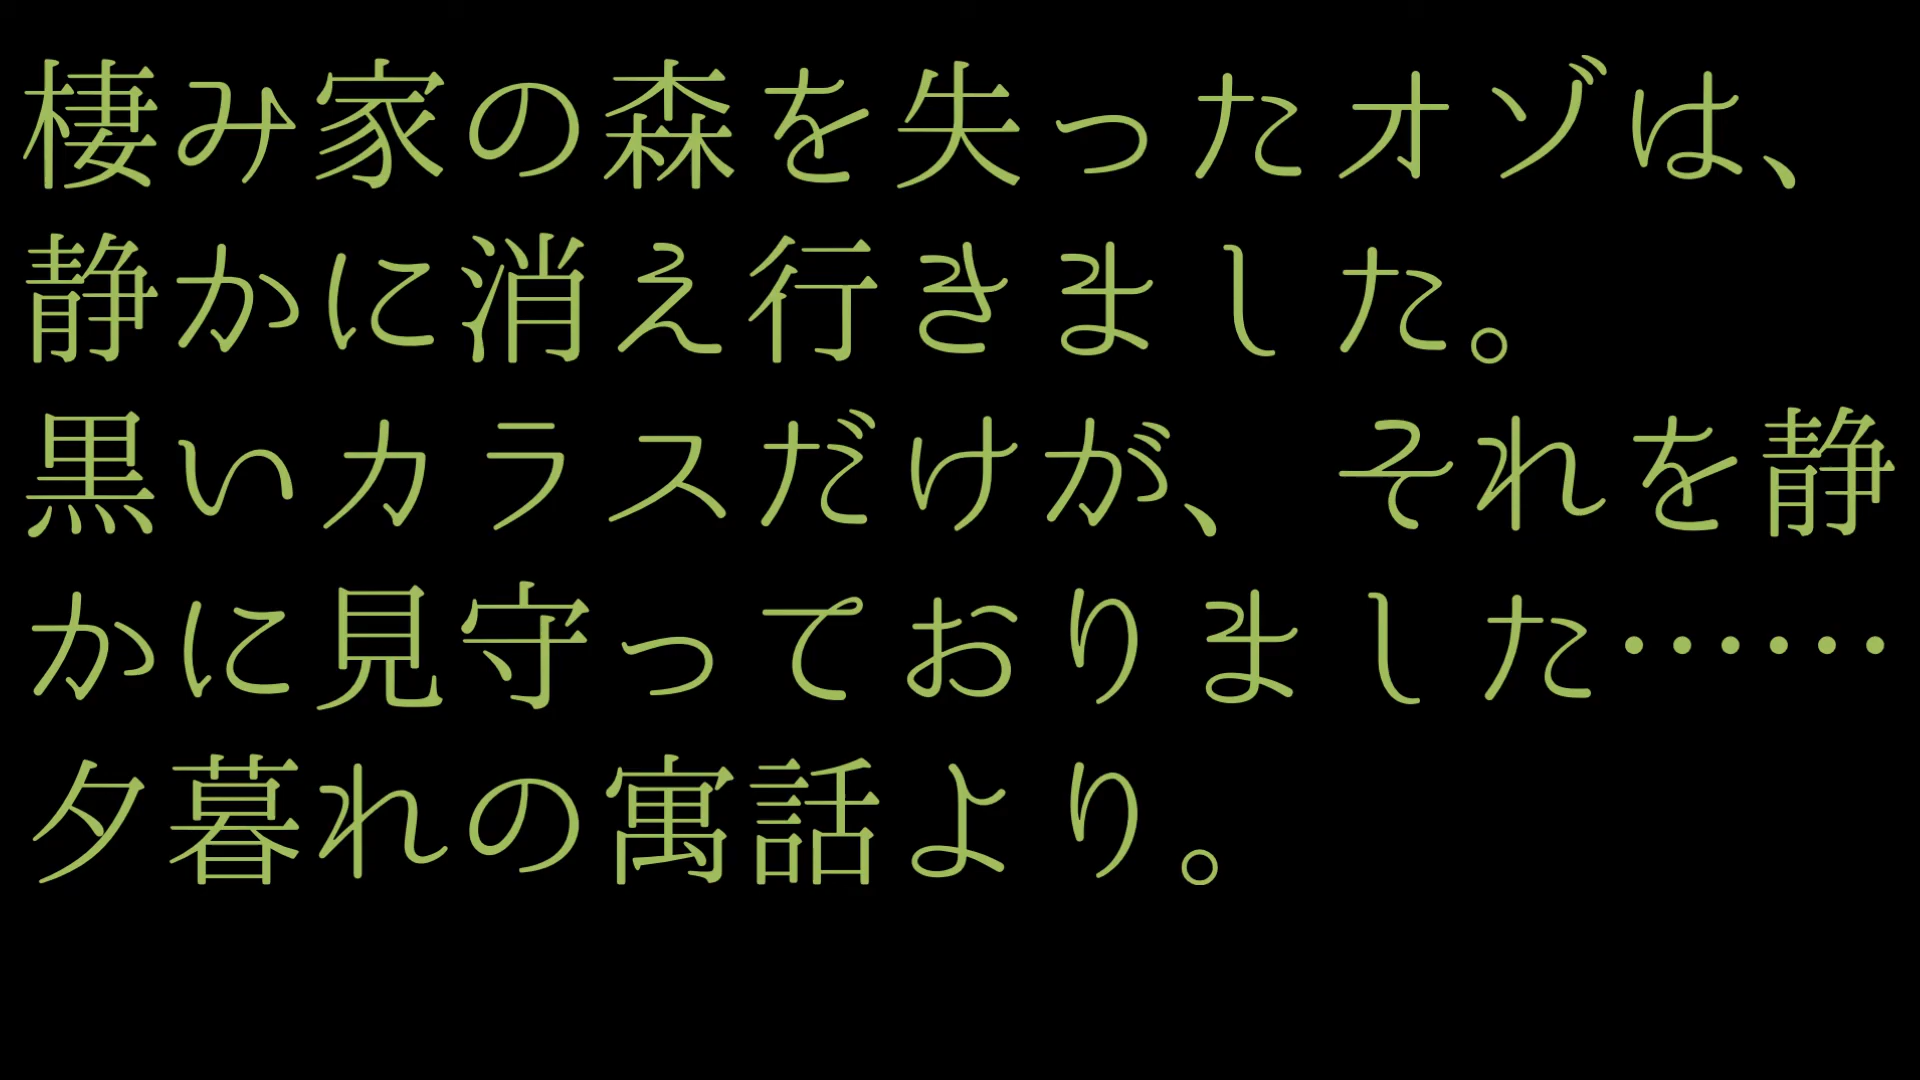 棲み家の森を失ったオゾは、
静かに消え行きました。
黒いカラスだけが、それを静
かに見守っておりました……
夕暮れの寓話より。